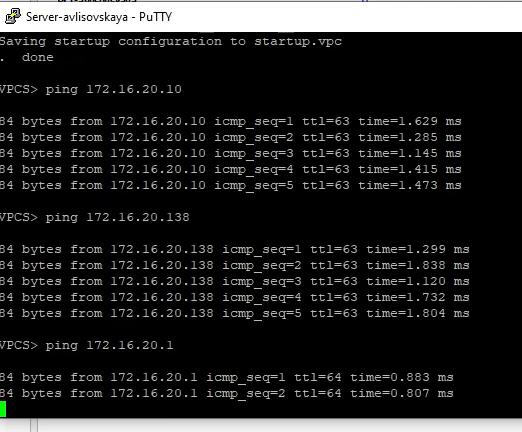 Server-avlisovskaya - PuTTY
Saving startup configuration to startup.vpc
.  done
VPCS> ping 172.16.20.10
84 bytes from 172.16.20.10 icmp_seq=1 ttl=63 time=1.629 ms
84 bytes from 172.16.20.10 icmp_seq=2 ttl=63 time=1.285 ms
84 bytes from 172.16.20.10 icmp_seq=3 ttl=63 time=1.145 ms
84 bytes from 172.16.20.10 icmp_seq=4 ttl=63 time=1.415 ms
84 bytes from 172.16.20.10 icmp_seq=5 ttl=63 time=1.473 ms
VPCS> ping 172.16.20.138
84 bytes from 172.16.20.138 icmp_seq=1 ttl=63 time=1.299 ms
84 bytes from 172.16.20.138 icmp_seq=2 ttl=63 time=1.838 ms
84 bytes from 172.16.20.138 icmp_seq=3 ttl=63 time=1.120 ms
84 bytes from 172.16.20.138 icmp_seq=4 ttl=63 time=1.732 ms
84 bytes from 172.16.20.138 icmp_seq=5 ttl=63 time=1.804 ms
VPCS> ping 172.16.20.1
84 bytes from 172.16.20.1 icmp_seq=1 ttl=64 time=0.883 ms
84 bytes from 172.16.20.1 icmp_seq=2 ttl=64 time=0.807 ms